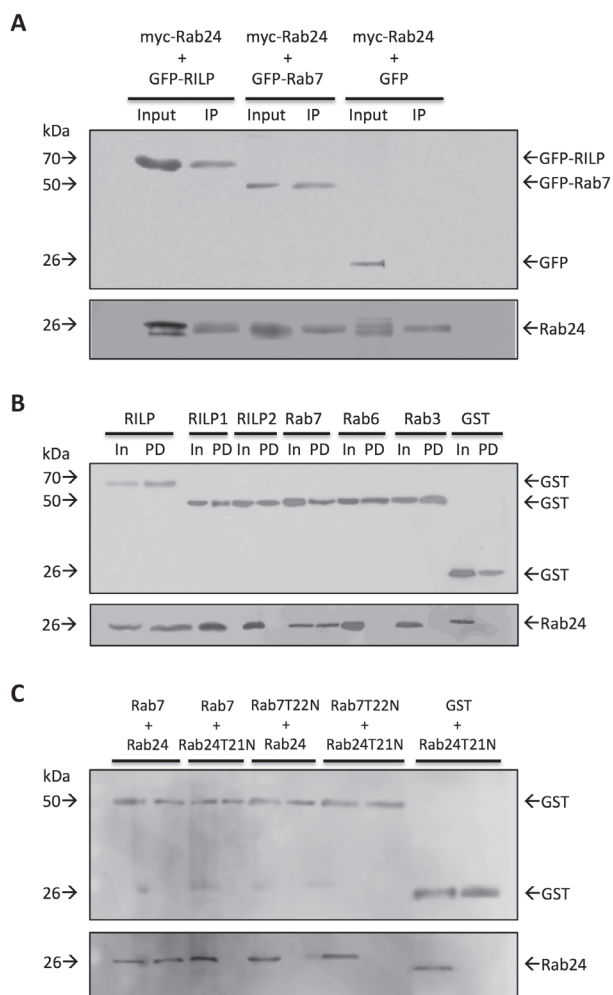 A
myc-Rab24 myc-Rab24 myc-Rab24
+ + +
GFP-RILP GFP-Rab7 GFP
Input IP Input IP Input IP
kDa
70→ ←GFP-RILP
50→ ←GFP-Rab7
26→ ←GFP
26→ ←Rab24
B
RILP RILP1 RILP2 Rab7 Rab6 Rab3 GST
In PD In PD In PD In PD In PD In PD In PD
kDa
70→ ←GST
50→ ←GST
26→ ←GST
26→ ←Rab24
C
Rab7 Rab7 Rab7T22N Rab7T22N GST
+ + + + +
Rab24 Rab24T21N Rab24 Rab24T21N Rab24T21N
kDa
50→ ←GST
26→ ←GST
26→ ←Rab24